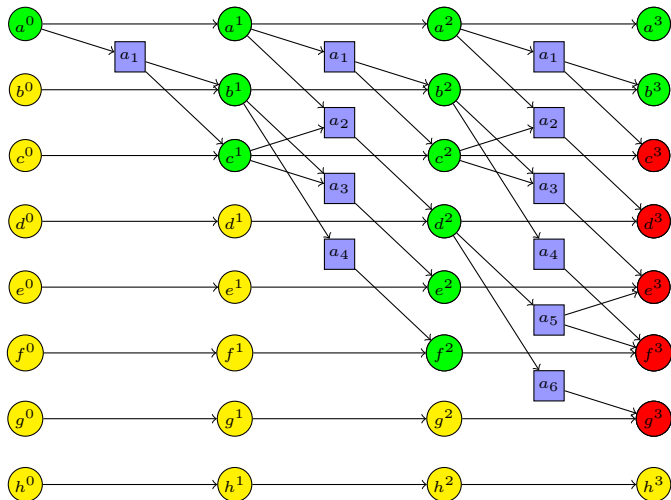 a⁰ a¹ a² a³
a₁ a₁ a₁
b⁰ b¹ b² b³
a₂ a₂
c⁰ c¹ c² c³
a₃ a₃
d⁰ d¹ d² d³
a₄ a₄
e⁰ e¹ e² e³
a₅
f⁰ f¹ f² f³
a₆
g⁰ g¹ g² g³
h⁰ h¹ h² h³